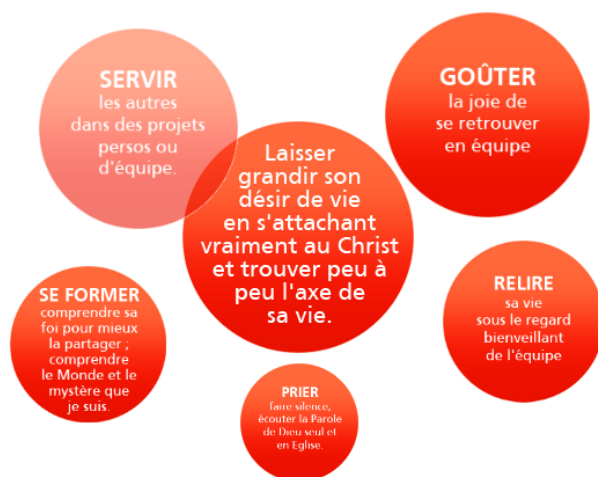 SERVIR
les autres
dans des projets
persos ou
d'équipe.
GOÛTER
la joie de
se retrouver
en équipe
Laisser
grandir son
désir de vie
en s'attachant
vraiment au Christ
et trouver peu à
peu l'axe de
sa vie.
SE FORMER
comprendre sa
foi pour mieux
la partager ;
comprendre
le Monde et le
mystère que
je suis.
RELIRE
sa vie
sous le regard
bienveillant
de l'équipe
PRIER
faire silence,
écouter la Parole
de Dieu seul et
en Eglise.